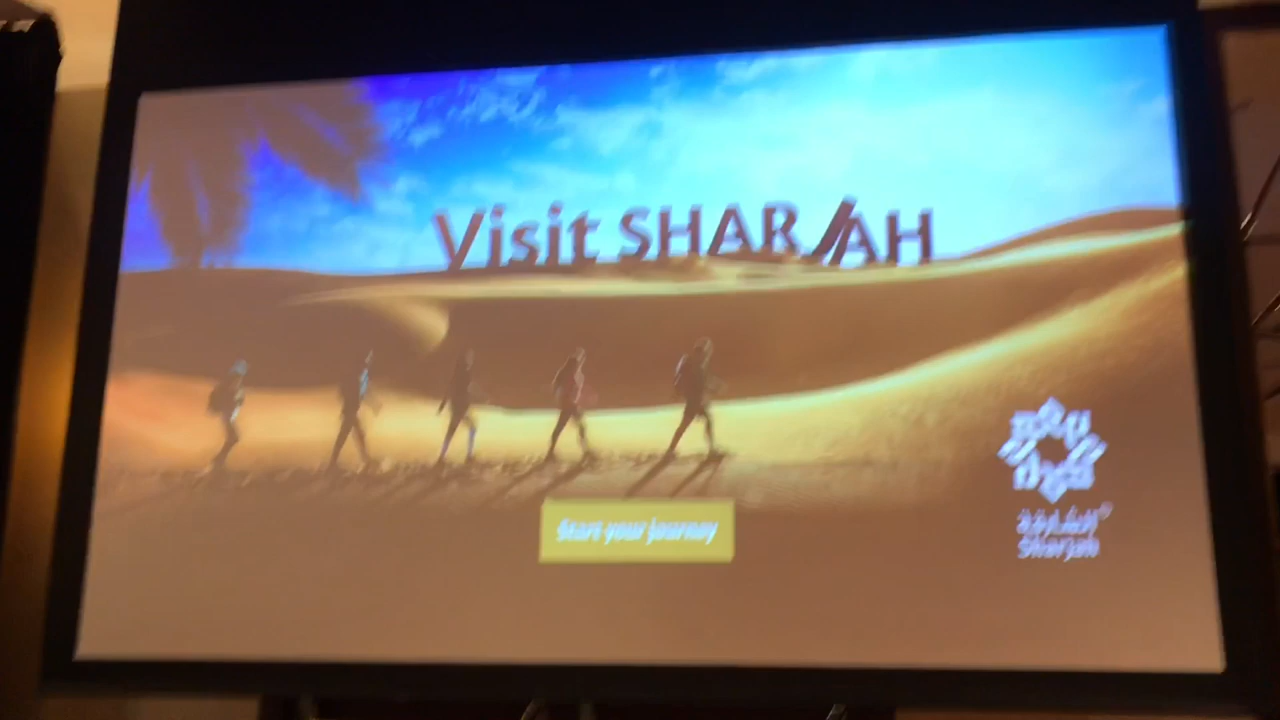 Visit SHARJAH
Start your journey
الشارقة
Sharjah